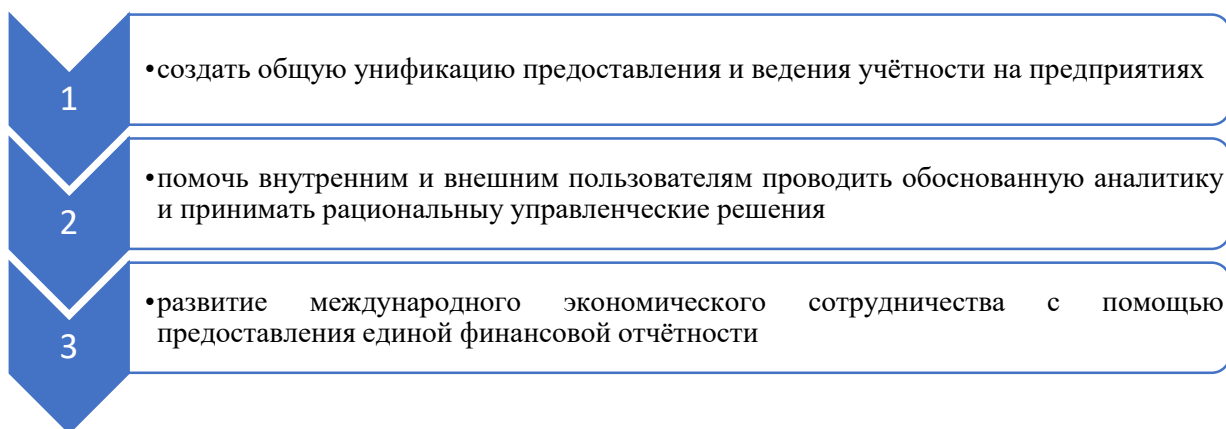 1
•создать общую унификацию предоставления и ведения учётности на предприятиях
2
•помочь внутренним и внешним пользователям проводить обоснованную аналитику
и принимать рациональныу управленческие решения
3
•развитие международного экономического сотрудничества с помощью
предоставления единой финансовой отчётности